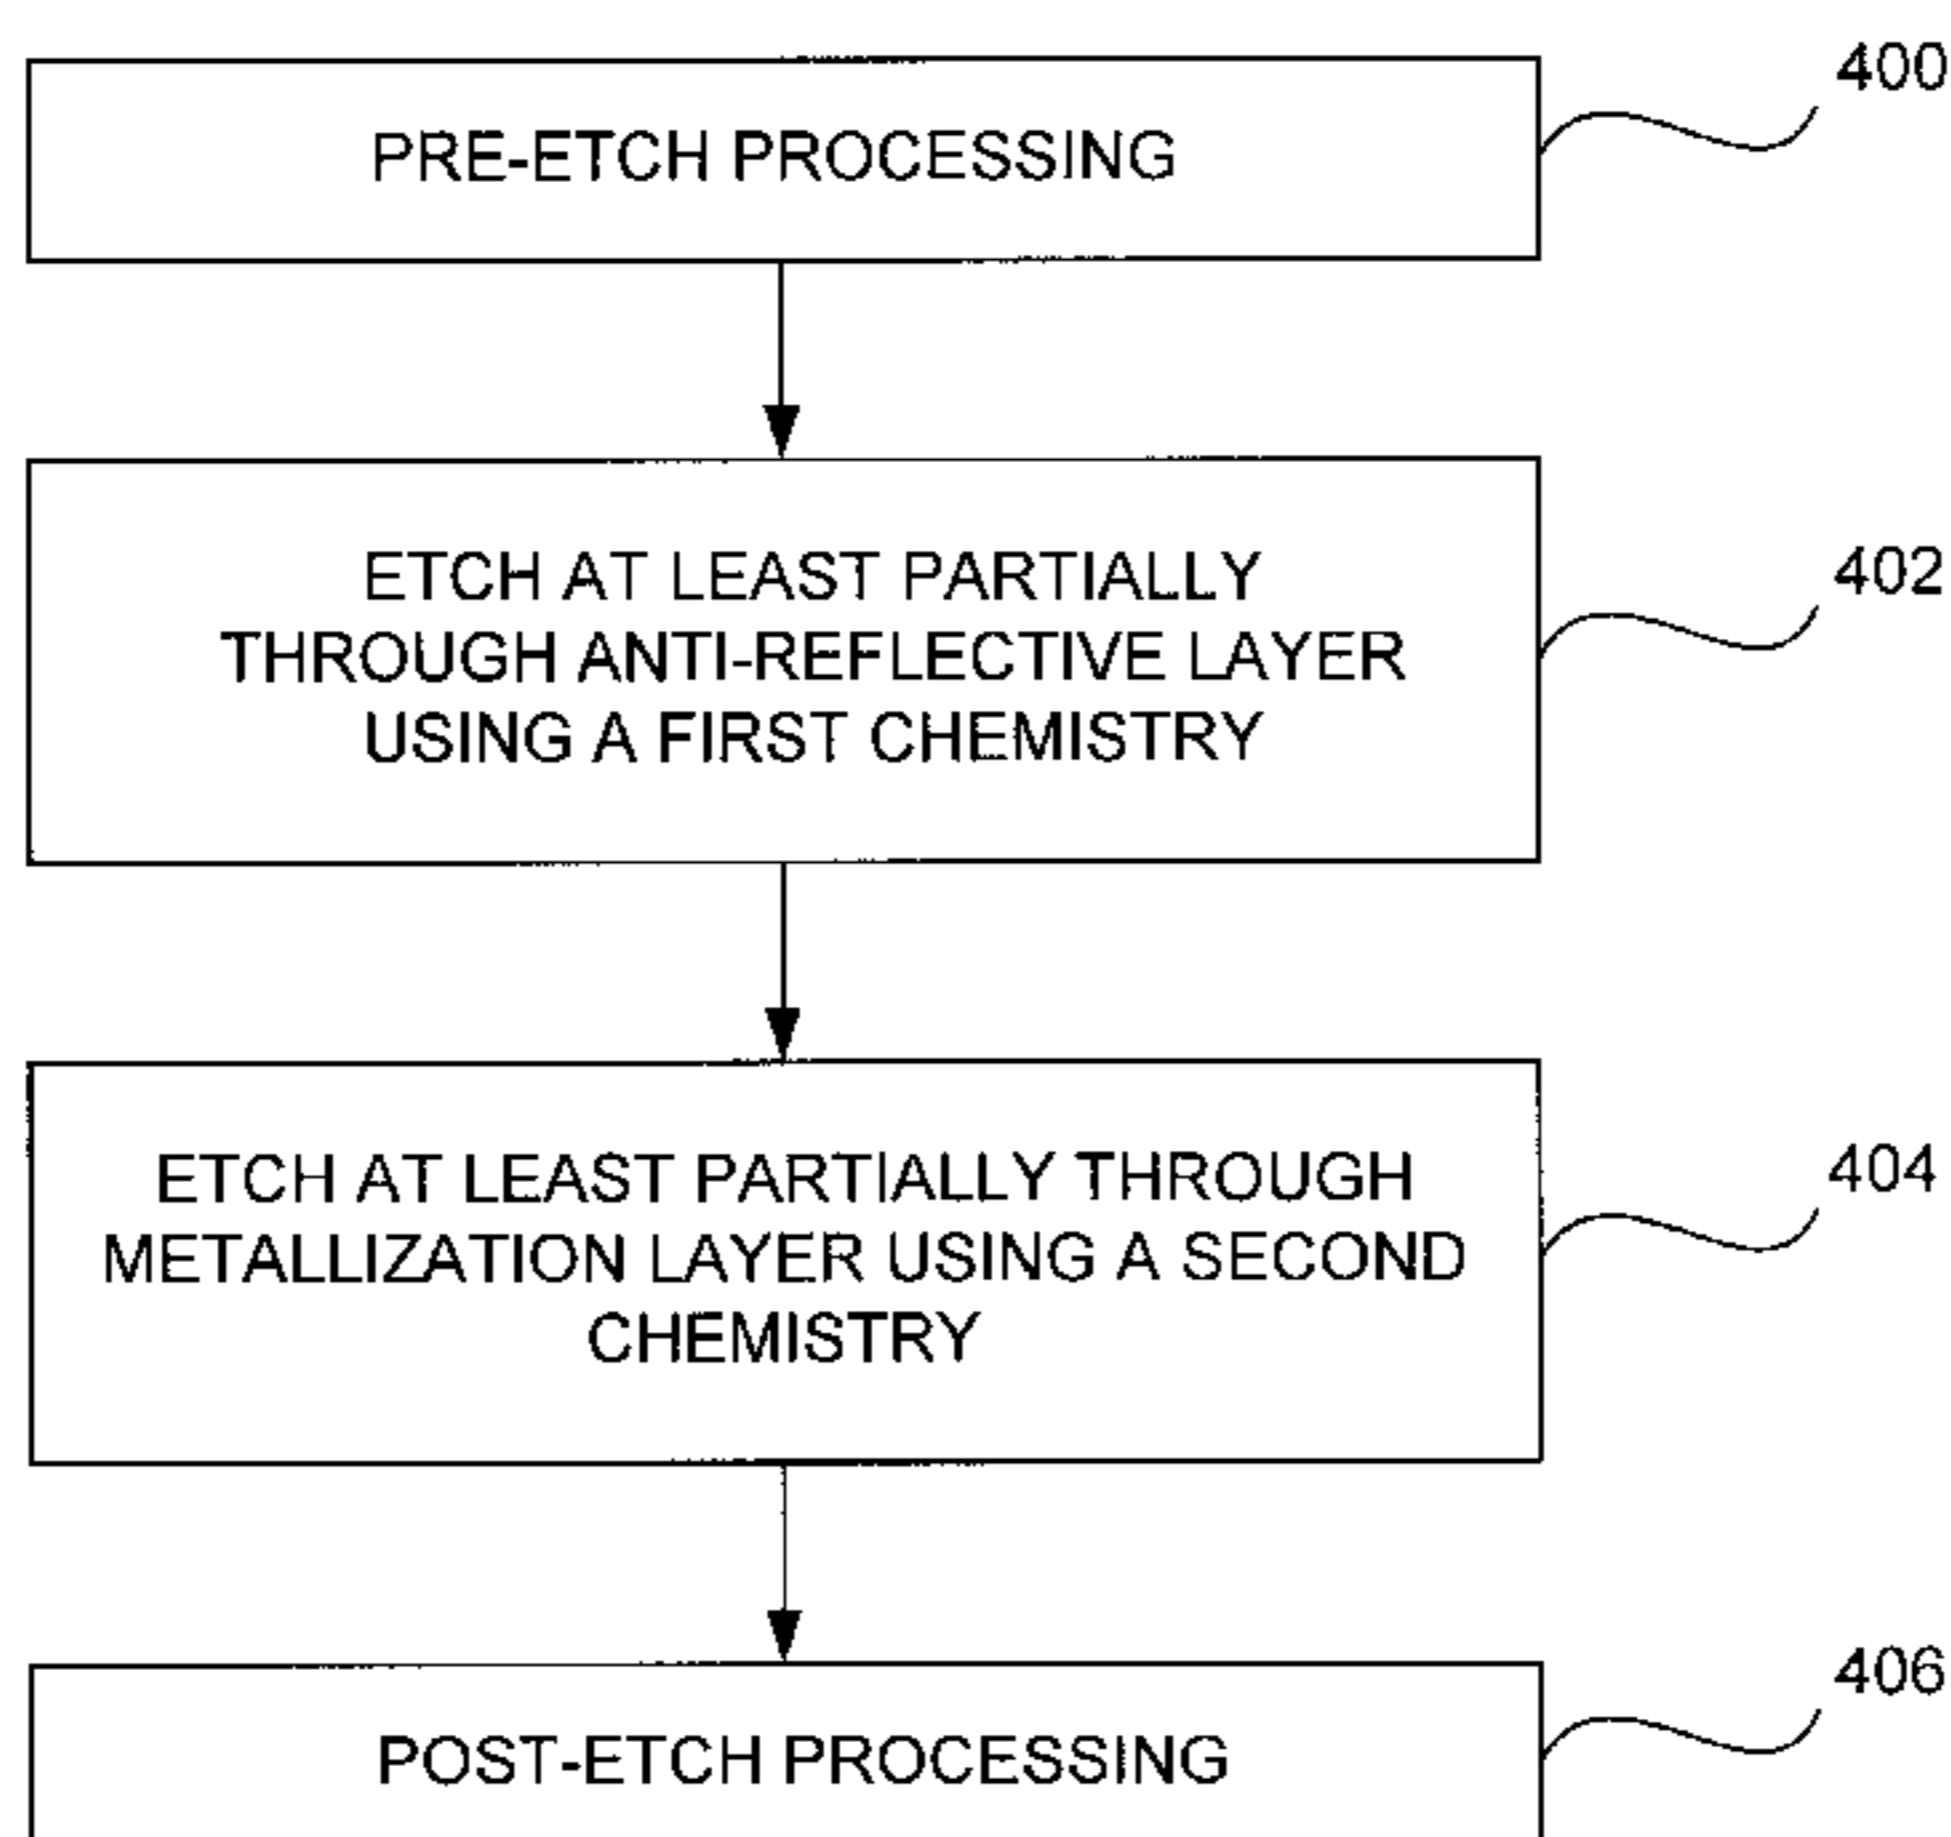 400
PRE-ETCH PROCESSING
402
ETCH AT LEAST PARTIALLY
THROUGH ANTI-REFLECTIVE LAYER
USING A FIRST CHEMISTRY
404
ETCH AT LEAST PARTIALLY THROUGH
METALLIZATION LAYER USING A SECOND
CHEMISTRY
406
POST-ETCH PROCESSING